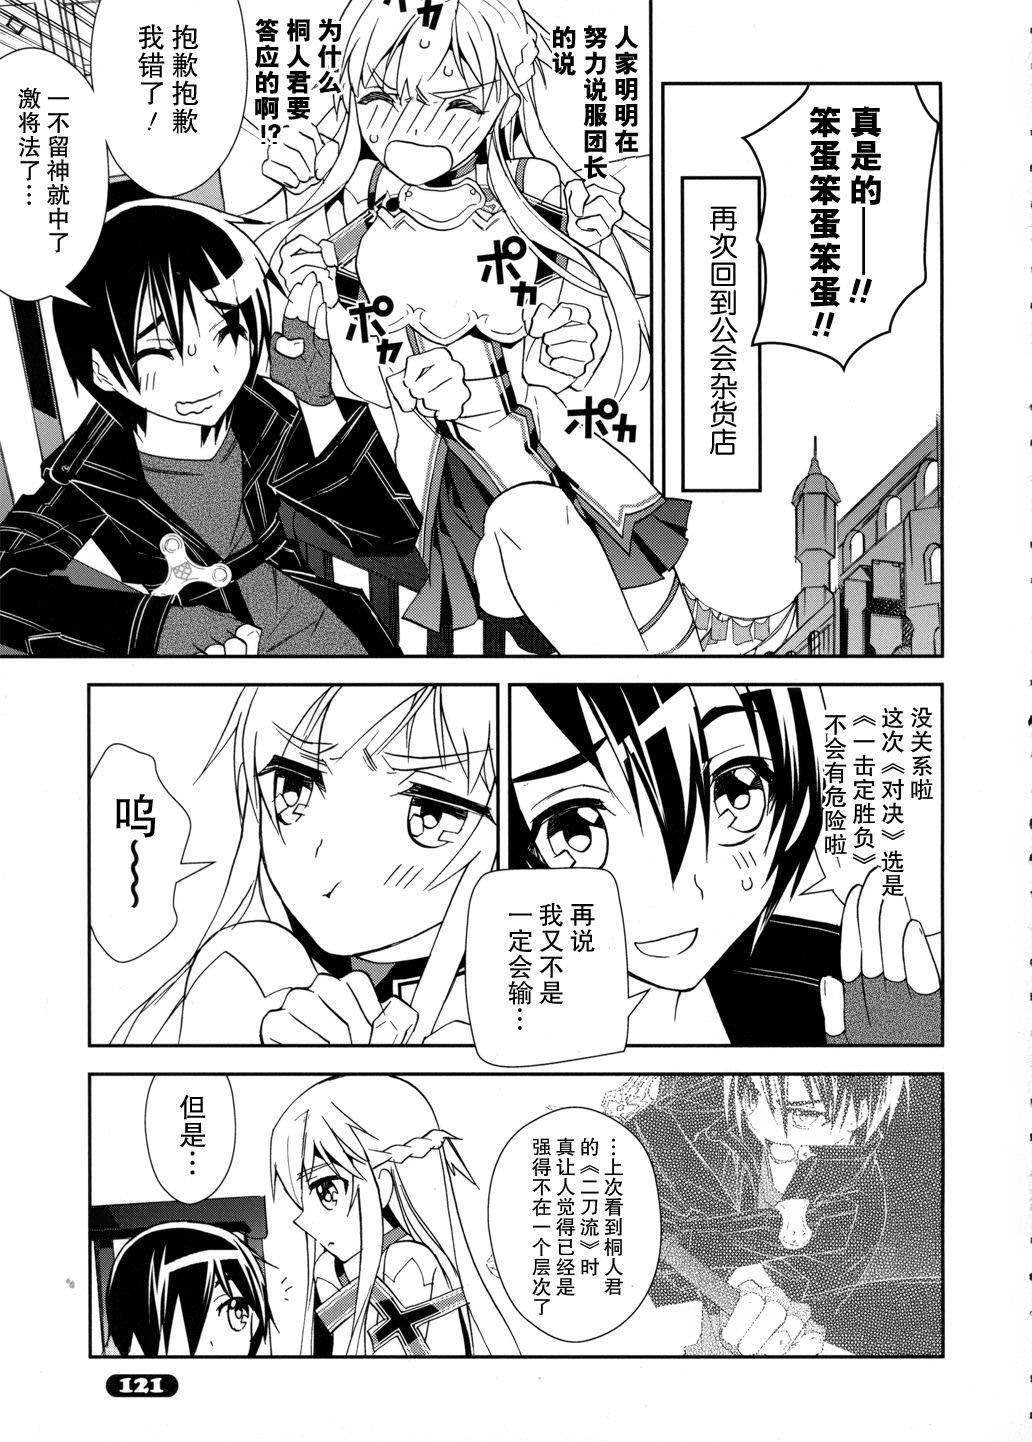 真是的——!!
笨蛋笨蛋笨蛋!!
再次回到公会杂货店
人家明明在
努力说服团长
的说
为什么
桐人君要
答应的啊!?
ポカ
ポカ
ポカ
ポカ
抱歉抱歉
我错了！
一不留神就中了
激将法了…
没关系啦
这次《对决》选是
《一击定胜负》
不会有危险啦
再说
我又不是
一定会输…
呜～～
…上次看到桐人君
的《二刀流》时
真让人觉得已经是
强得不在一个层次了
但是…
121